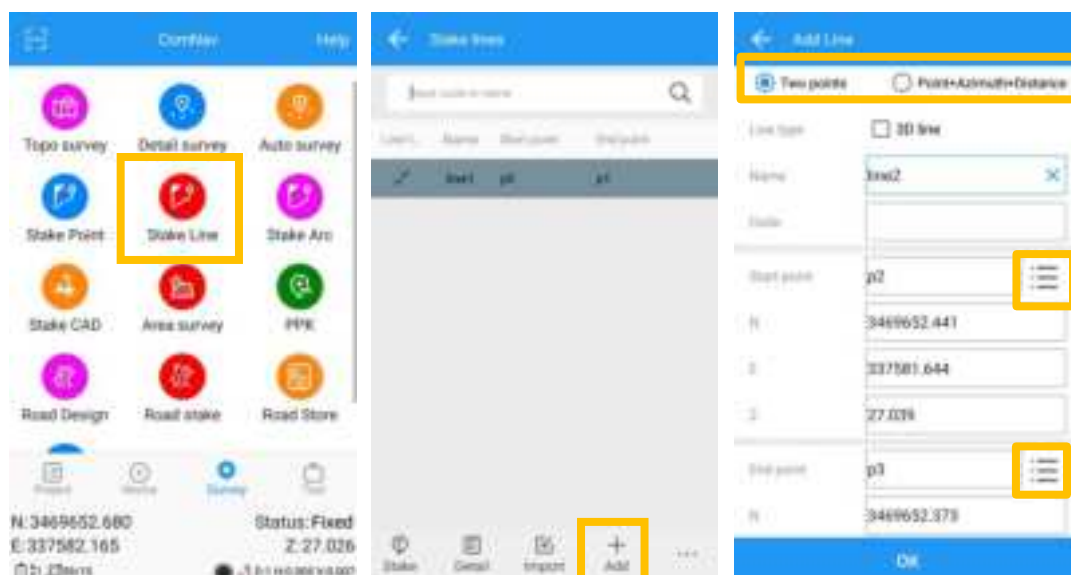 ComNav Help
Topo survey Detail survey Auto survey
Stake Point Stake Line Stake Arc
Stake CAD Area survey PPK
Road Design Road stake Road Store
Project Device Survey
N: 3469652.680 Status: Fixed
E: 337582.165 Z: 27.026
Stake lines
Name Start point End point
line1
Stake Detail Import Add ...
Add Line
Two points Point+Azimuth+Distance
Line type 3D line
Name line2
Code
Start point p2
N 3469652.441
E 337581.644
Z 27.039
End point p3
N 3469652.373
OK